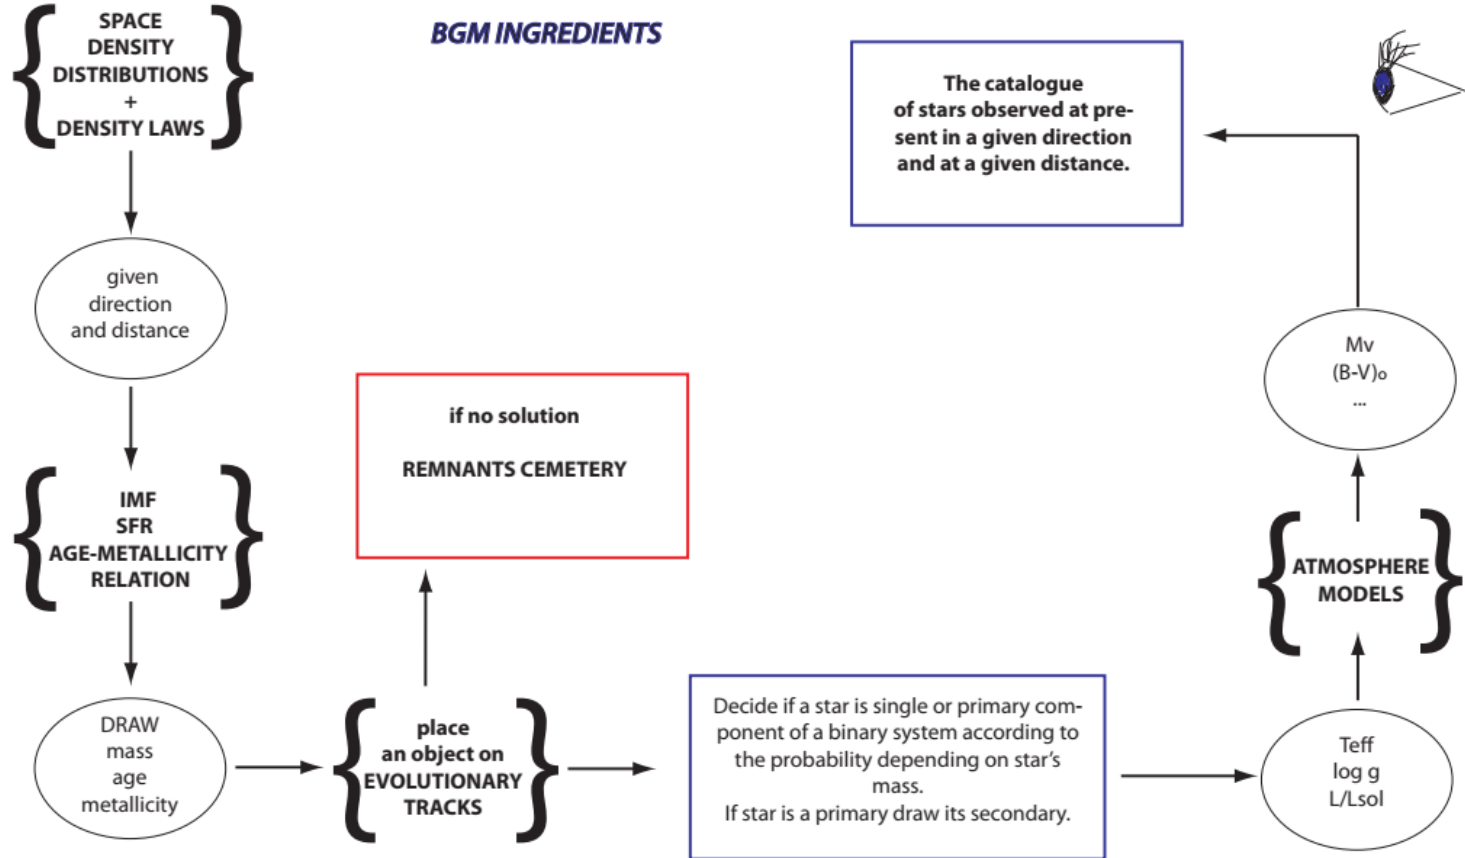 BGM INGREDIENTS
SPACE
DENSITY
DISTRIBUTIONS
+
DENSITY LAWS
given
direction
and distance
IMF
SFR
AGE-METALLICITY
RELATION
DRAW
mass
age
metallicity
place
an object on
EVOLUTIONARY
TRACKS
if no solution
REMNANTS CEMETERY
Decide if a star is single or primary com-
ponent of a binary system according to
the probability depending on star’s
mass.
If star is a primary draw its secondary.
Teff
log g
L/Lsol
ATMOSPHERE
MODELS
Mv
(B-V)o
...
The catalogue
of stars observed at pre-
sent in a given direction
and at a given distance.